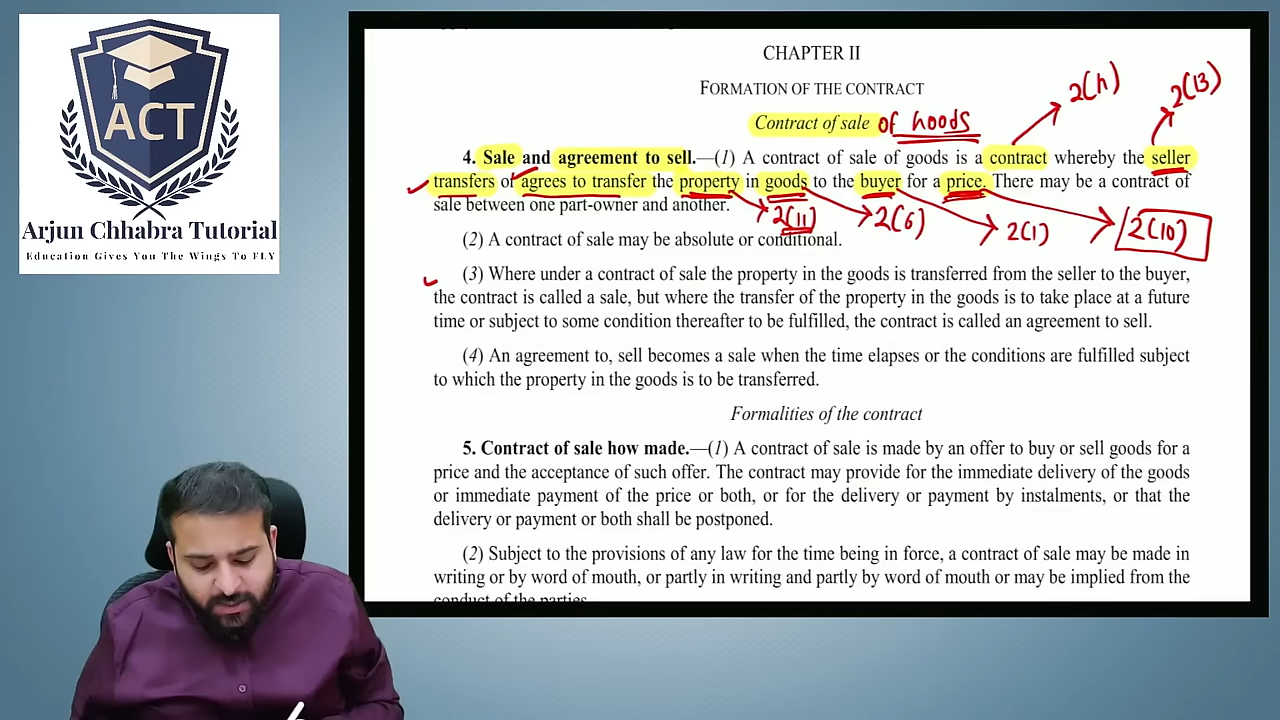 ACT
Arjun Chhabra Tutorial
Education Gives You The Wings To FLY
CHAPTER II
FORMATION OF THE CONTRACT
Contract of sale of Goods
2(h)
2(13)
4. Sale and agreement to sell.—(1) A contract of sale of goods is a contract whereby the seller
transfers or agrees to transfer the property in goods to the buyer for a price. There may be a contract of
sale between one part-owner and another.
2(11)
2(6)
2(1)
2(10)
(2) A contract of sale may be absolute or conditional.
(3) Where under a contract of sale the property in the goods is transferred from the seller to the buyer,
the contract is called a sale, but where the transfer of the property in the goods is to take place at a future
time or subject to some condition thereafter to be fulfilled, the contract is called an agreement to sell.
(4) An agreement to, sell becomes a sale when the time elapses or the conditions are fulfilled subject
to which the property in the goods is to be transferred.
Formalities of the contract
5. Contract of sale how made.—(1) A contract of sale is made by an offer to buy or sell goods for a
price and the acceptance of such offer. The contract may provide for the immediate delivery of the goods
or immediate payment of the price or both, or for the delivery or payment by instalments, or that the
delivery or payment or both shall be postponed.
(2) Subject to the provisions of any law for the time being in force, a contract of sale may be made in
writing or by word of mouth, or partly in writing and partly by word of mouth or may be implied from the
conduct of the parties.